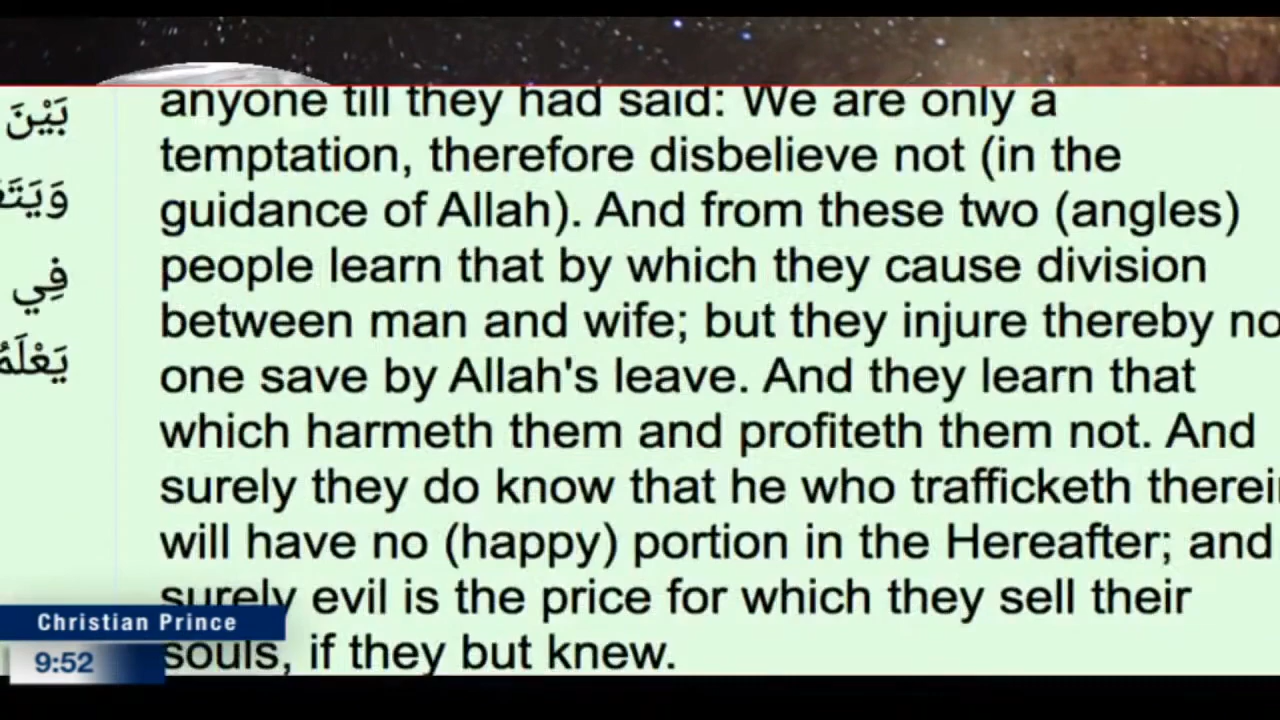 anyone till they had said: We are only a
temptation, therefore disbelieve not (in the
guidance of Allah). And from these two (angles)
people learn that by which they cause division
between man and wife; but they injure thereby no
one save by Allah's leave. And they learn that
which harmeth them and profiteth them not. And
surely they do know that he who trafficketh
will have no (happy) portion in the Hereafter; and
surely evil is the price for which they sell their
souls, if they but knew.
بَيْنَ
فِي
Christian Prince
9:52